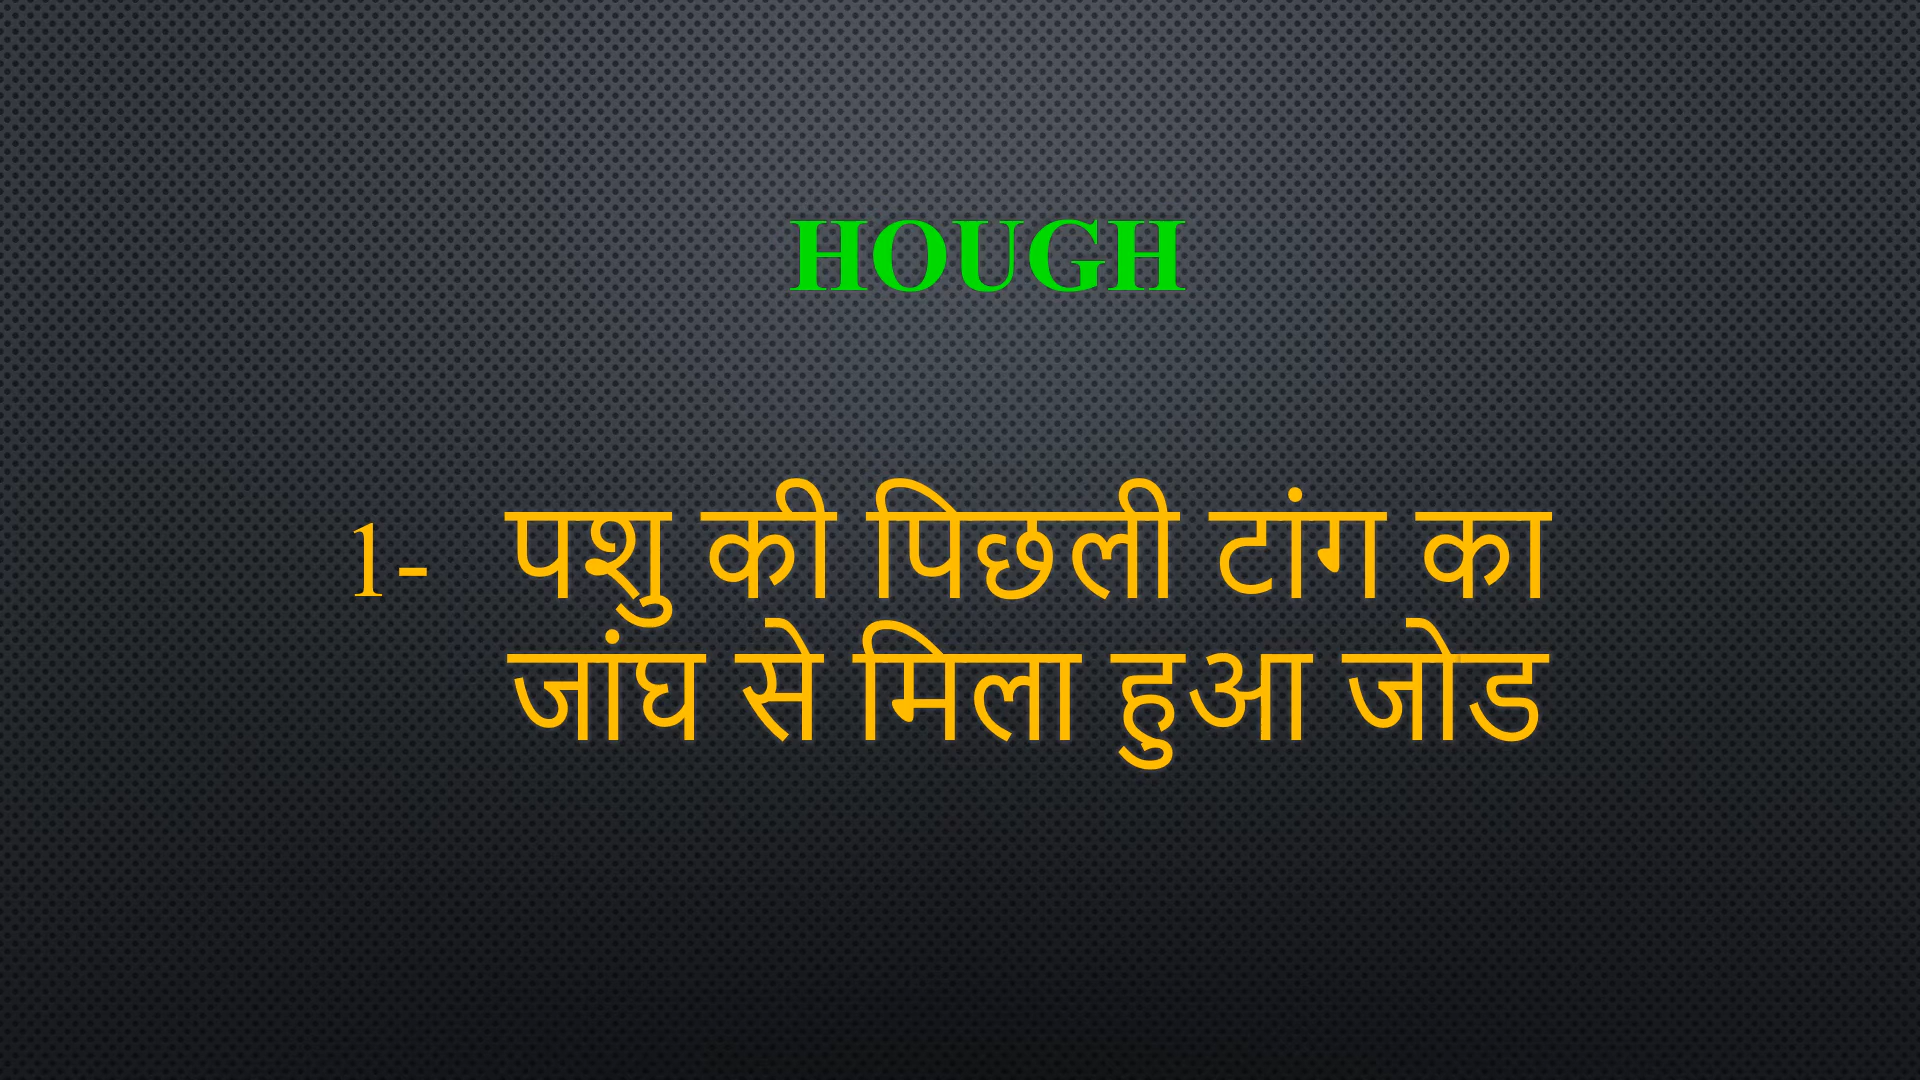 HOUGH
1- पशु की पिछली टांग का
जांघ से मिला हुआ जोड